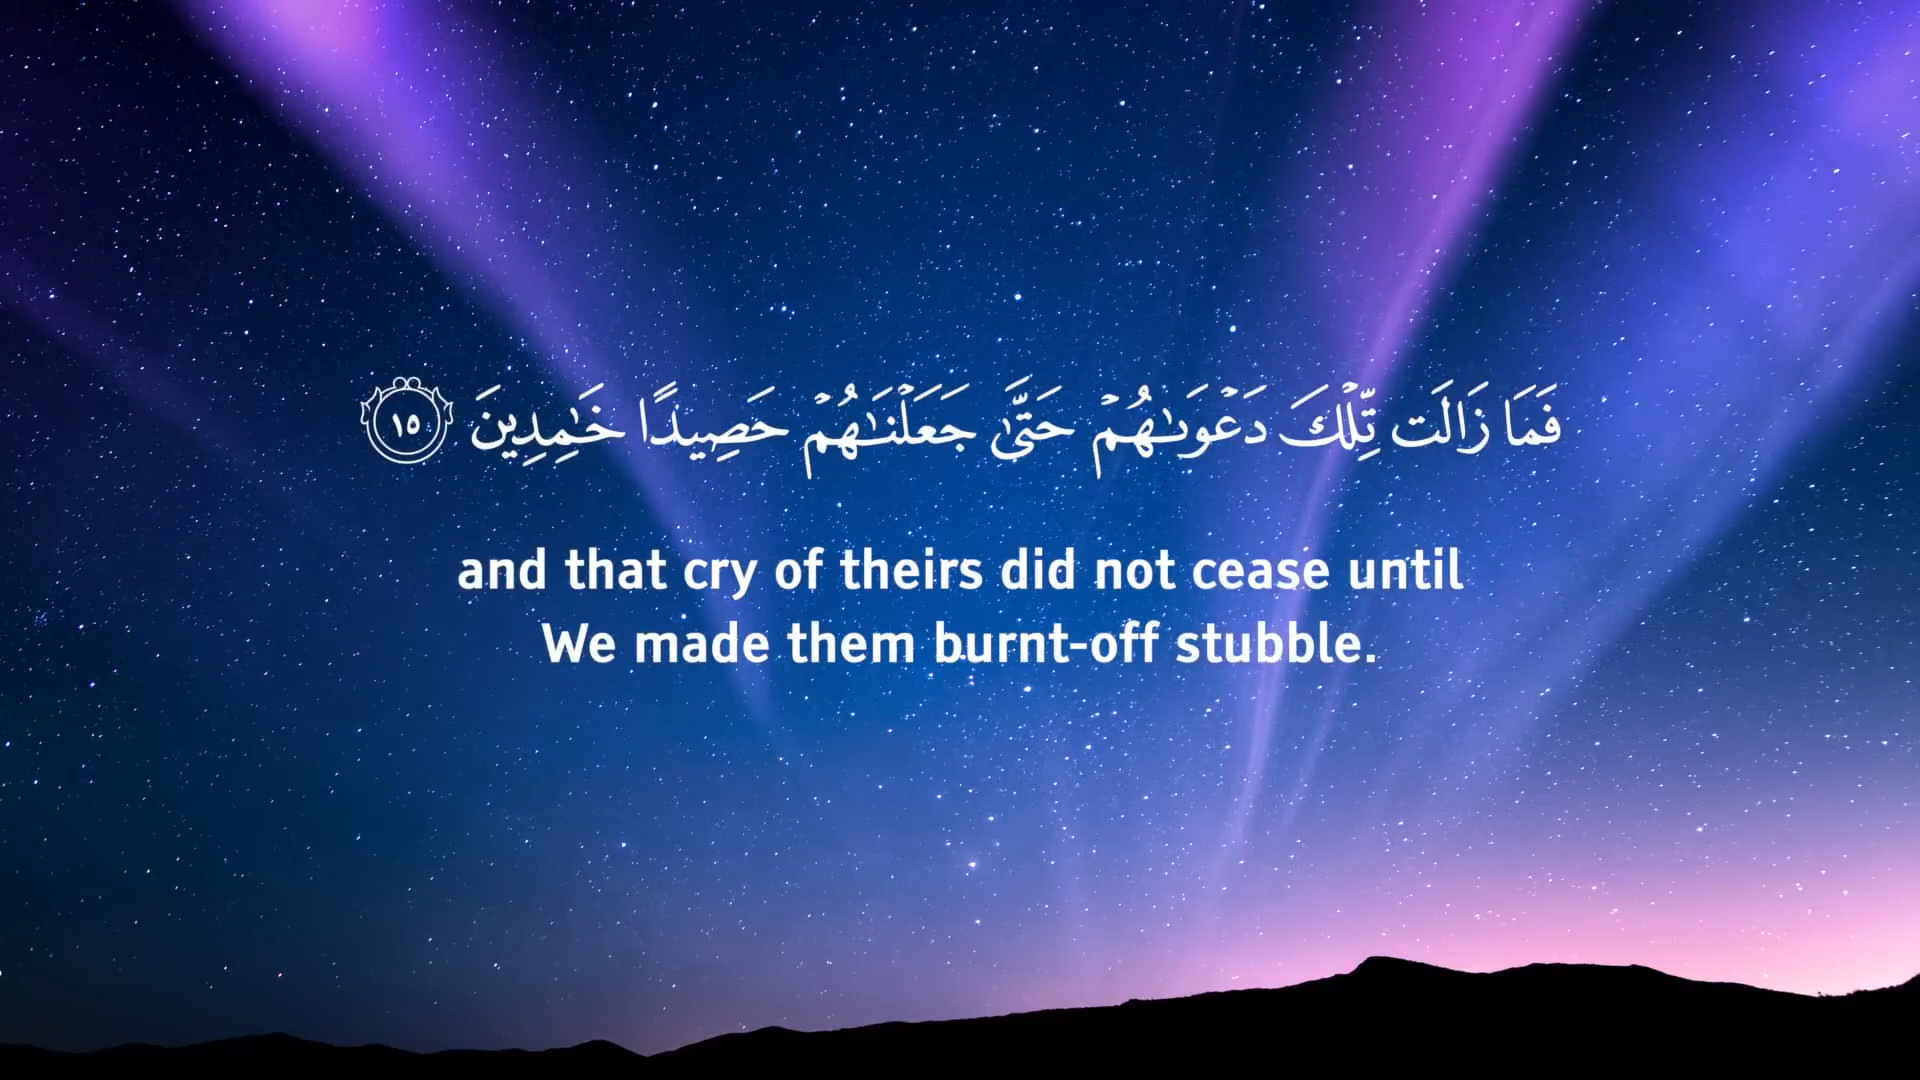 فَمَا زَالَت تِّلْكَ دَعْوَىٰهُمْ حَتَّىٰ جَعَلْنَـٰهُمْ حَصِيدًا خَـٰمِدِينَ ١٥
and that cry of theirs did not cease until
We made them burnt-off stubble.